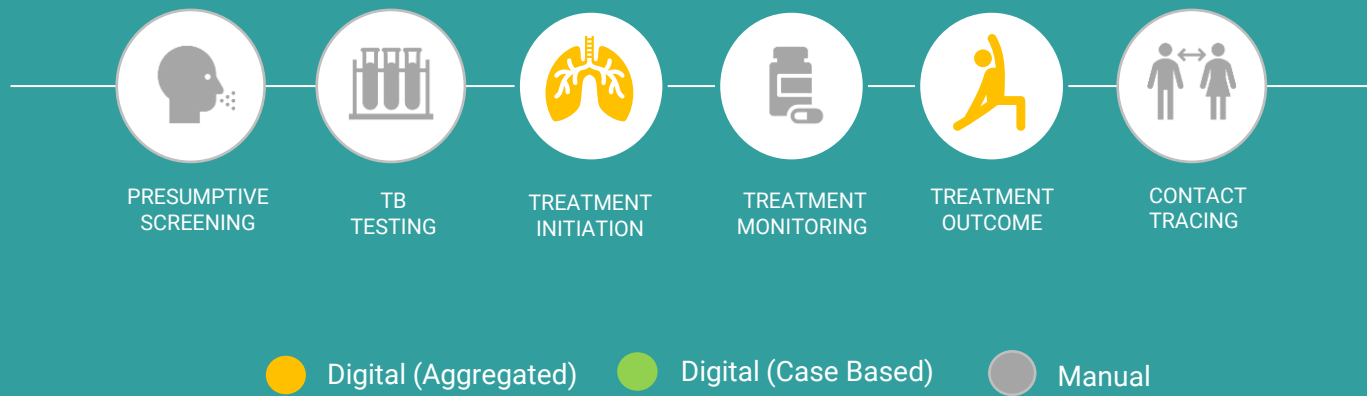 PRESUMPTIVE
SCREENING
TB
TESTING
TREATMENT
INITIATION
TREATMENT
MONITORING
TREATMENT
OUTCOME
CONTACT
TRACING
Digital (Aggregated)
Digital (Case Based)
Manual